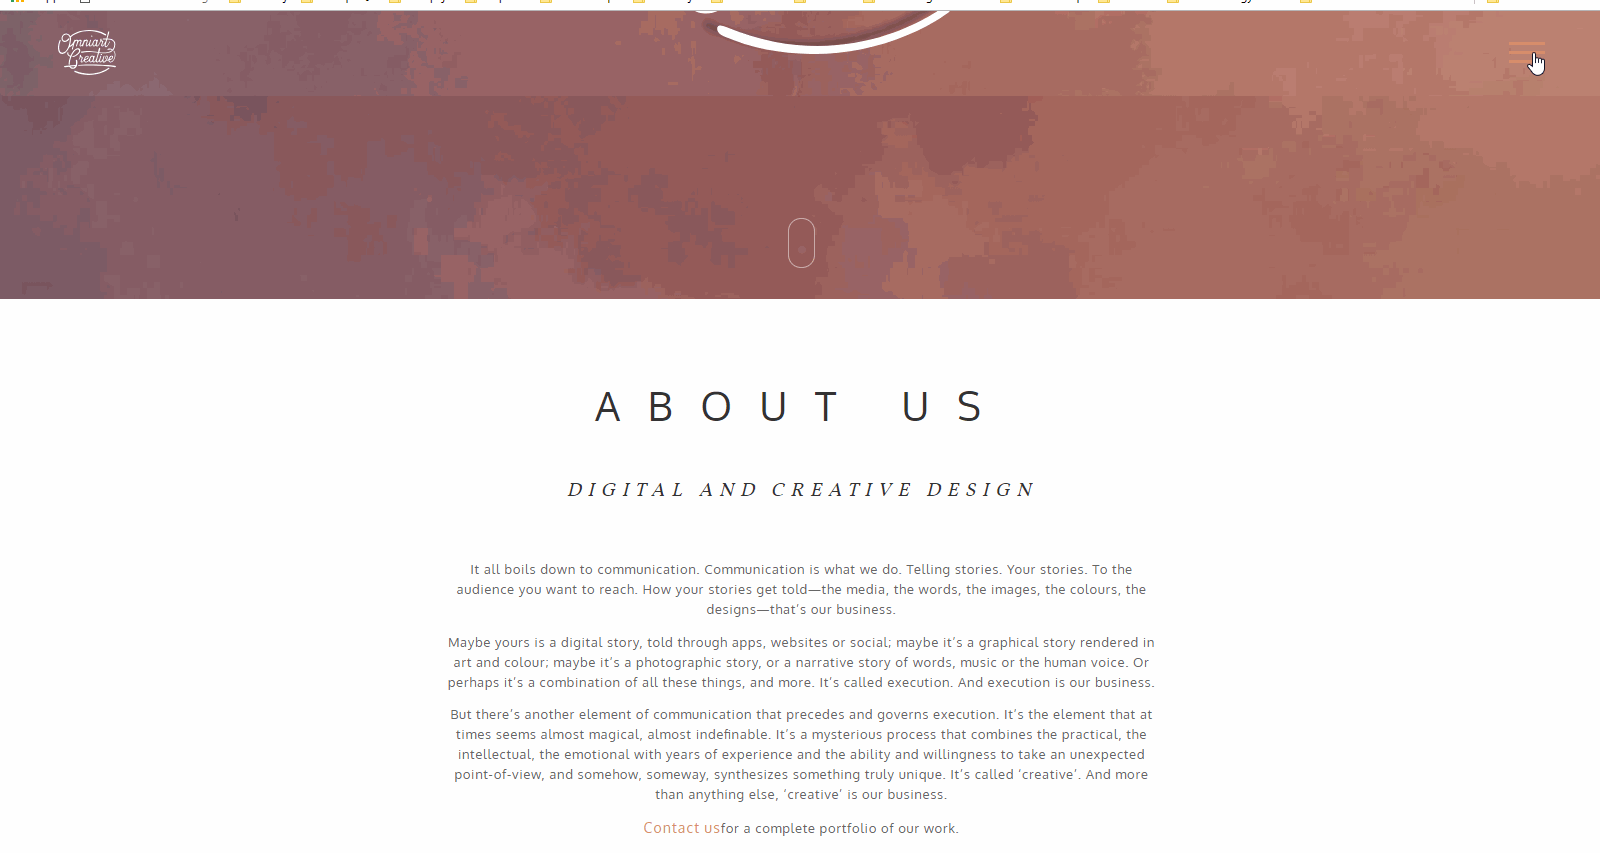 Omniart
Creative
ABOUT US
DIGITAL AND CREATIVE DESIGN
It all boils down to communication. Communication is what we do. Telling stories. Your stories. To the
audience you want to reach. How your stories get told—the media, the words, the images, the colours, the
designs—that’s our business.
Maybe yours is a digital story, told through apps, websites or social; maybe it’s a graphical story rendered in
art and colour; maybe it’s a photographic story, or a narrative story of words, music or the human voice. Or
perhaps it’s a combination of all these things, and more. It’s called execution. And execution is our business.
But there’s another element of communication that precedes and governs execution. It’s the element that at
times seems almost magical, almost indefinable. It’s a mysterious process that combines the practical, the
intellectual, the emotional with years of experience and the ability and willingness to take an unexpected
point-of-view, and somehow, someway, synthesizes something truly unique. It’s called ‘creative’. And more
than anything else, ‘creative’ is our business.
Contact usfor a complete portfolio of our work.